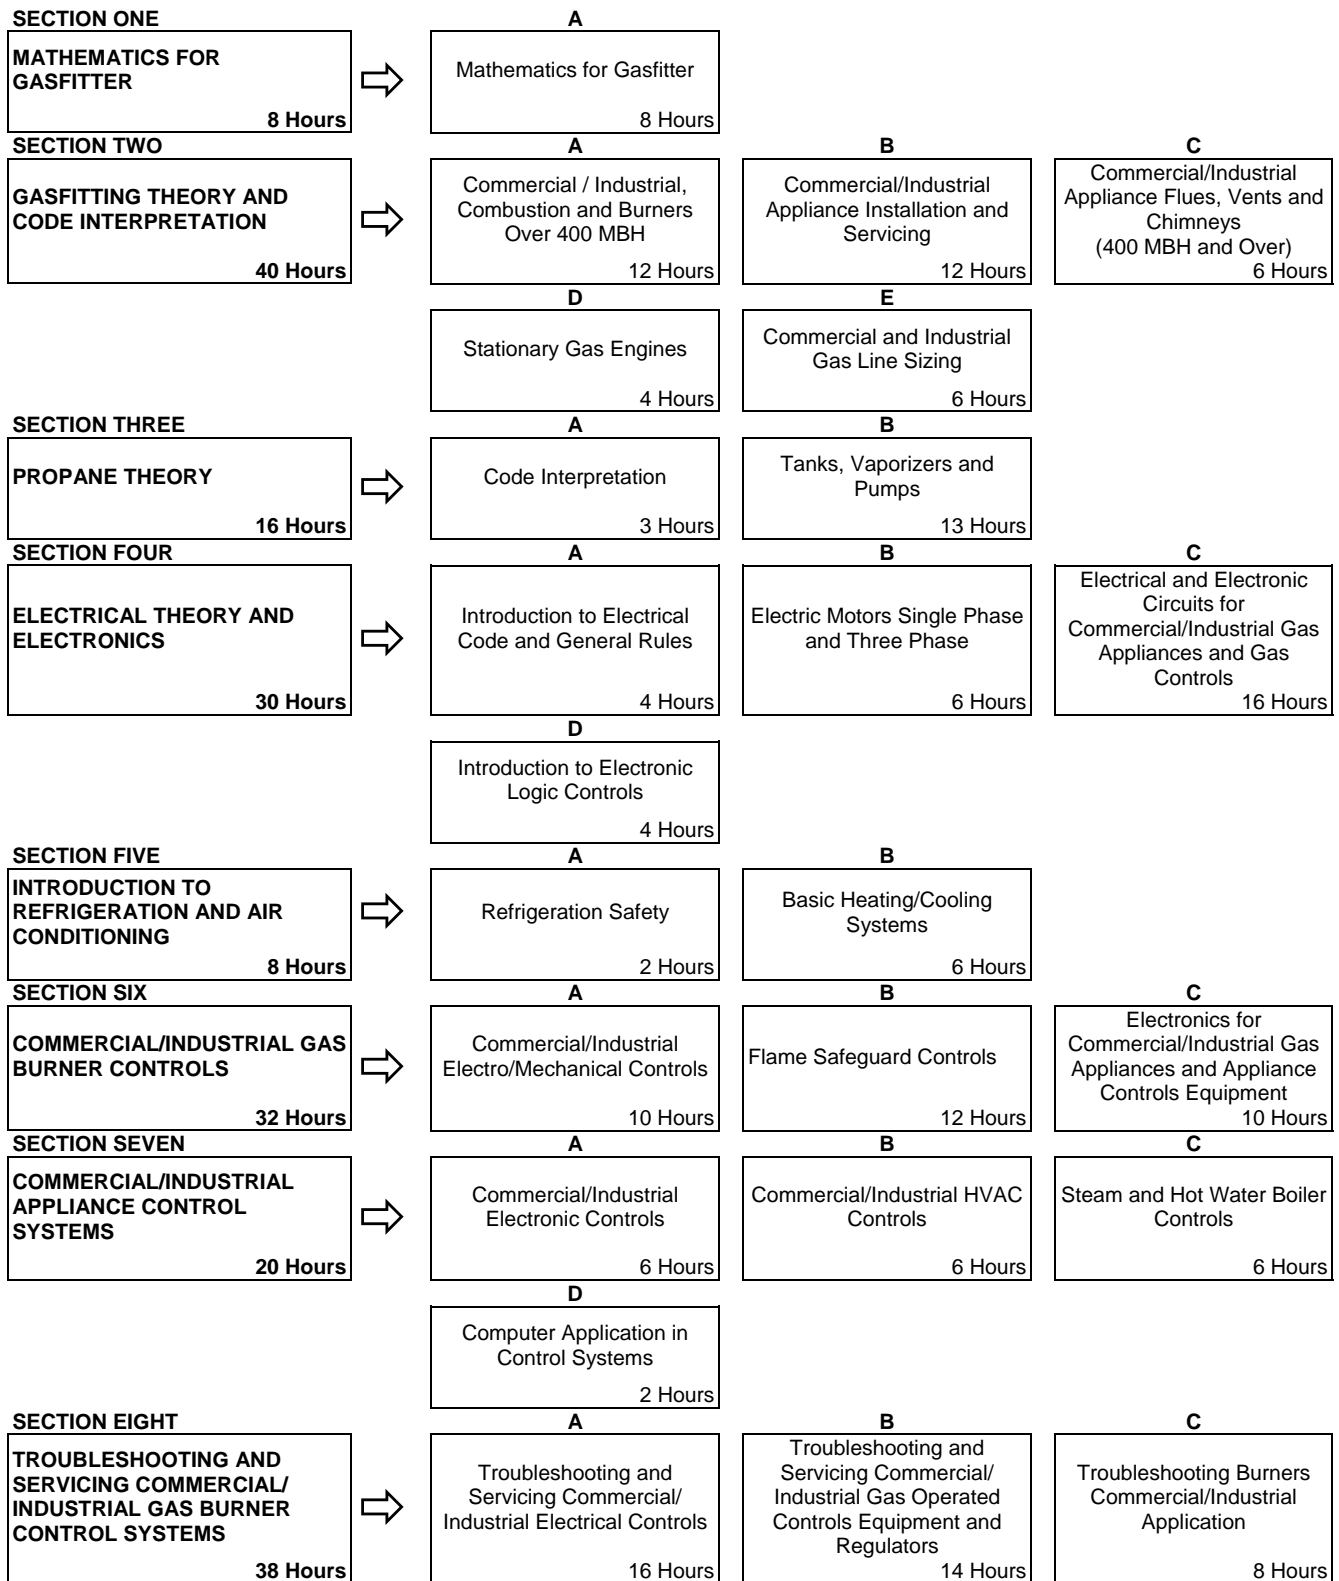 SECTION ONE
A
MATHEMATICS FOR
GASFITTER
8 Hours
Mathematics for Gasfitter
8 Hours
SECTION TWO
A
B
C
GASFITTING THEORY AND
CODE INTERPRETATION
40 Hours
Commercial / Industrial,
Combustion and Burners
Over 400 MBH
12 Hours
Commercial/Industrial
Appliance Installation and
Servicing
12 Hours
Commercial/Industrial
Appliance Flues, Vents and
Chimneys
(400 MBH and Over)
6 Hours
D
E
Stationary Gas Engines
4 Hours
Commercial and Industrial
Gas Line Sizing
6 Hours
SECTION THREE
A
B
PROPANE THEORY
16 Hours
Code Interpretation
3 Hours
Tanks, Vaporizers and
Pumps
13 Hours
SECTION FOUR
A
B
C
ELECTRICAL THEORY AND
ELECTRONICS
30 Hours
Introduction to Electrical
Code and General Rules
4 Hours
Electric Motors Single Phase
and Three Phase
6 Hours
Electrical and Electronic
Circuits for
Commercial/Industrial Gas
Appliances and Gas
Controls
16 Hours
D
Introduction to Electronic
Logic Controls
4 Hours
SECTION FIVE
A
B
INTRODUCTION TO
REFRIGERATION AND AIR
CONDITIONING
8 Hours
Refrigeration Safety
2 Hours
Basic Heating/Cooling
Systems
6 Hours
SECTION SIX
A
B
C
COMMERCIAL/INDUSTRIAL GAS
BURNER CONTROLS
32 Hours
Commercial/Industrial
Electro/Mechanical Controls
10 Hours
Flame Safeguard Controls
12 Hours
Electronics for
Commercial/Industrial Gas
Appliances and Appliance
Controls Equipment
10 Hours
SECTION SEVEN
A
B
C
COMMERCIAL/INDUSTRIAL
APPLIANCE CONTROL
SYSTEMS
20 Hours
Commercial/Industrial
Electronic Controls
6 Hours
Commercial/Industrial HVAC
Controls
6 Hours
Steam and Hot Water Boiler
Controls
6 Hours
D
Computer Application in
Control Systems
2 Hours
SECTION EIGHT
A
B
C
TROUBLESHOOTING AND
SERVICING COMMERCIAL/
INDUSTRIAL GAS BURNER
CONTROL SYSTEMS
38 Hours
Troubleshooting and
Servicing Commercial/
Industrial Electrical Controls
16 Hours
Troubleshooting and
Servicing Commercial/
Industrial Gas Operated
Controls Equipment and
Regulators
14 Hours
Troubleshooting Burners
Commercial/Industrial
Application
8 Hours